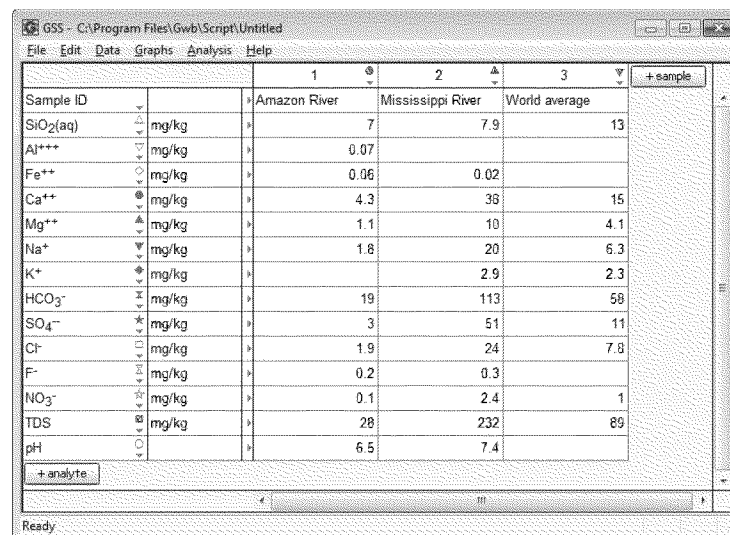 GSS - C:\Program Files\Gwb\Script\Untitled
File Edit Data Graphs Analysis Help
1 2 3 + sample
Sample ID Amazon River Mississippi River World average
SiO₂(aq) mg/kg 7 7.9 13
Al⁺⁺⁺ mg/kg 0.07
Fe⁺⁺ mg/kg 0.06 0.02
Ca⁺⁺ mg/kg 4.3 38 15
Mg⁺⁺ mg/kg 1.1 10 4.1
Na⁺ mg/kg 1.8 20 6.3
K⁺ mg/kg 2.9 2.3
HCO₃⁻ mg/kg 19 113 58
SO₄⁻⁻ mg/kg 3 51 11
Cl⁻ mg/kg 1.9 24 7.8
F⁻ mg/kg 0.2 0.3
NO₃⁻ mg/kg 0.1 2.4 1
TDS mg/kg 28 232 89
pH 6.5 7.4
+ analyte
Ready